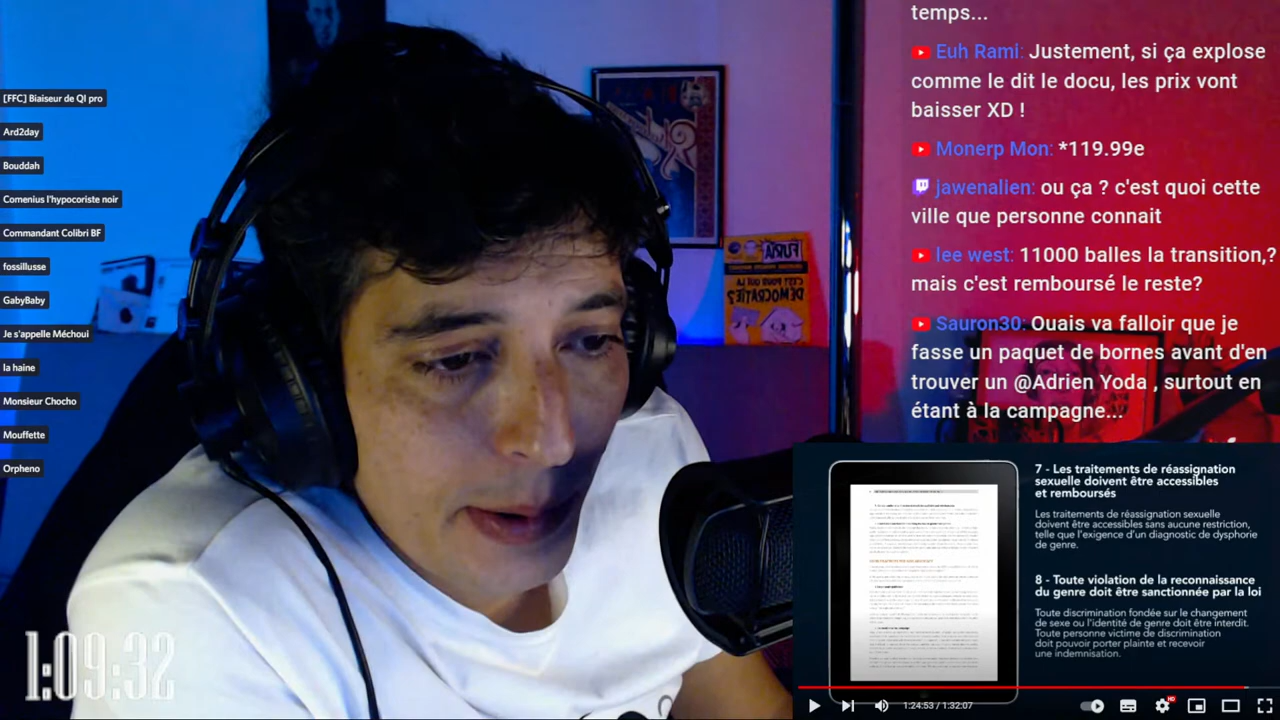 [FFC] Biaiseur de QI pro
Ard2day
Bouddah
Comenius l'hypocoriste noir
Commandant Colibri BF
fossillusse
GabyBaby
Je s'appelle Méchoui
la haine
Monsieur Chocho
Mouffette
Orpheno
FURIA
C'EST POUR QUI LA
DÉMOCRATIE?
temps...
Euh Rami: Justement, si ça explose
comme le dit le docu, les prix vont
baisser XD !
Monerp Mon: *119.99e
jawenalien: ou ça ? c'est quoi cette
ville que personne connait
lee west: 11000 balles la transition,?
mais c'est remboursé le reste?
Sauron30: Ouais va falloir que je
fasse un paquet de bornes avant d'en
trouver un @Adrien Yoda , surtout en
étant à la campagne...
7 - Les traitements de réassignation
sexuelle doivent être accessibles
et remboursés
Les traitements de réassignation sexuelle
doivent être accessibles sans aucune restriction,
telle que l'exigence d'un diagnostic de dysphorie
de genre.
8 - Toute violation de la reconnaissance
du genre doit être sanctionnée par la loi
Toute discrimination fondée sur le changement
de sexe ou l'identité de genre doit être interdit.
Toute personne victime de discrimination
doit pouvoir porter plainte et recevoir
une indemnisation.
1:24:53 / 1:32:07
HD